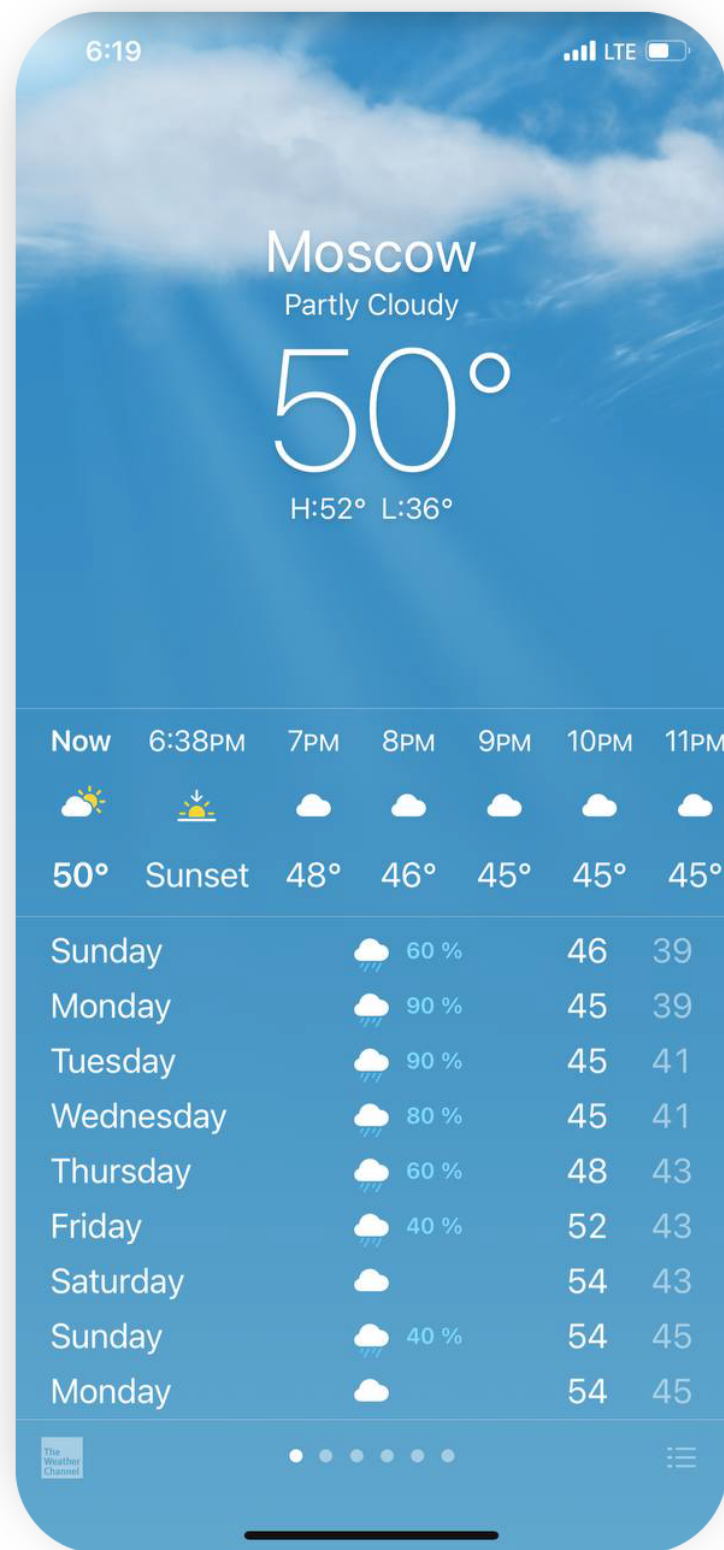 6:19 LTE
Moscow
Partly Cloudy
50°
H:52° L:36°
Now 6:38PM 7PM 8PM 9PM 10PM 11PM
50° Sunset 48° 46° 45° 45° 45°
Sunday 60 % 46 39
Monday 90 % 45 39
Tuesday 90 % 45 41
Wednesday 80 % 45 41
Thursday 60 % 48 43
Friday 40 % 52 43
Saturday 54 43
Sunday 40 % 54 45
Monday 54 45
The
Weather
Channel